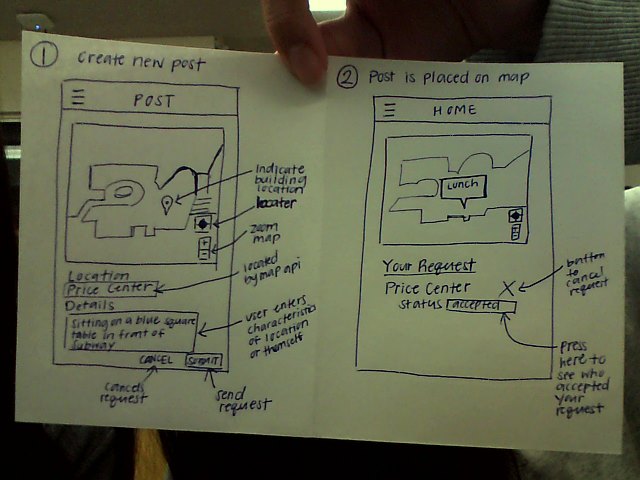 1 Create new post
POST
Indicate
building
location
locater
zoom
map
Location
Price Center
located
by map api
Details
Sitting on a blue square
table in front of
subway
user enters
characteristics
of location
or themself
CANCEL SUBMIT
cancels
request
send
request
2 Post is placed on map
HOME
LUNCH
Your Request
Price Center X
status accepted
button
to
cancel
request
press
here to
see who
accepted
your
request